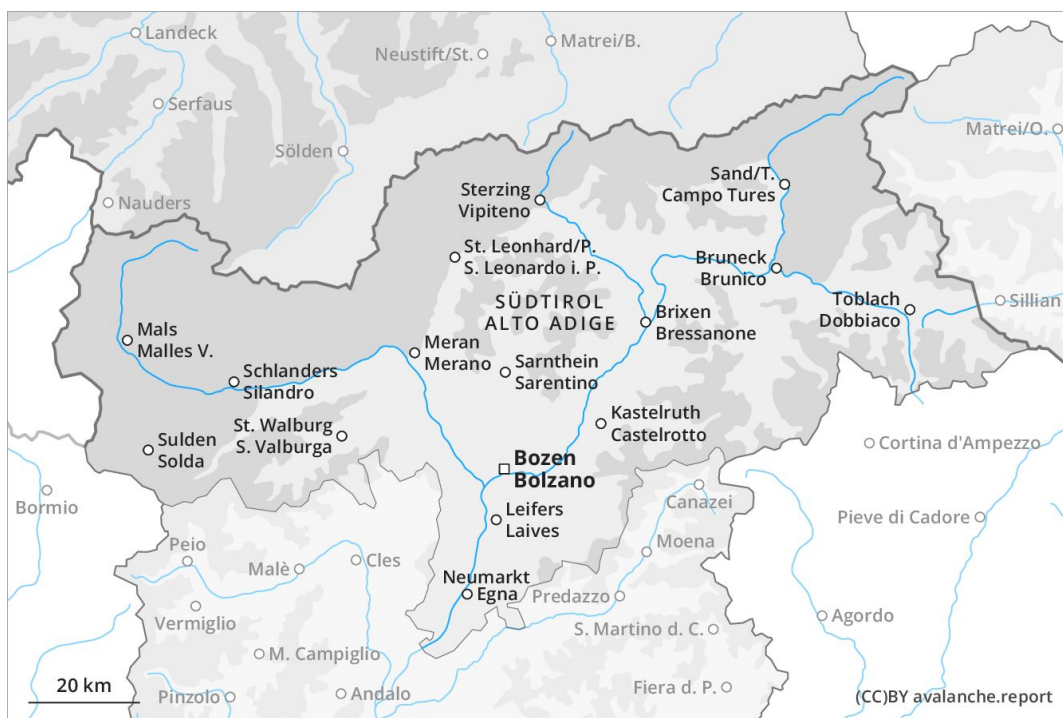 Landeck
Matrei/B.
Neustift/St.
Serfaus
Matrei/O.
Sölden
Sand/T.
Campo Tures
Sterzing
Vipiteno
Nauders
St. Leonhard/P.
S. Leonardo i. P.
Bruneck
Brunico
SÜDTIROL
ALTO ADIGE
Toblach
Dobbiaco
Sillian
Brixen
Bressanone
Mals
Malles V.
Meran
Merano
Sarnthein
Sarentino
Schlanders
Silandro
Kastelruth
Castelrotto
St. Walburg
S. Valburga
Sulden
Solda
Cortina d'Ampezzo
Bozen
Bolzano
Bormio
Canazei
Leifers
Laives
Pieve di Cadore
Moena
Peio
Cles
Malè
Neumarkt
Egna
Predazzo
Vermiglio
Agordo
S. Martino d. C.
M. Campiglio
20 km
Pinzolo
Andalo
Fiera d. P.
(CC)BY avalanche.report